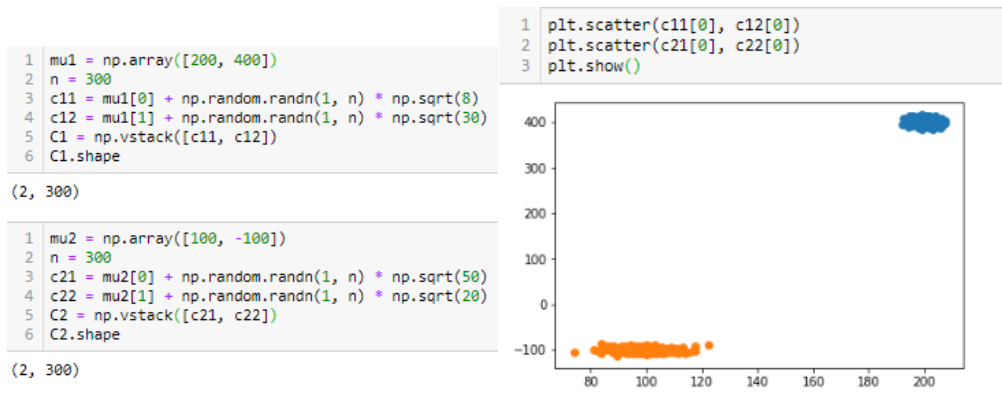 1 mu1 = np.array([200, 400])
2 n = 300
3 c11 = mu1[0] + np.random.randn(1, n) * np.sqrt(8)
4 c12 = mu1[1] + np.random.randn(1, n) * np.sqrt(30)
5 C1 = np.vstack([c11, c12])
6 C1.shape
(2, 300)
1 mu2 = np.array([100, -100])
2 n = 300
3 c21 = mu2[0] + np.random.randn(1, n) * np.sqrt(50)
4 c22 = mu2[1] + np.random.randn(1, n) * np.sqrt(20)
5 C2 = np.vstack([c21, c22])
6 C2.shape
(2, 300)
1 plt.scatter(c11[0], c12[0])
2 plt.scatter(c21[0], c22[0])
3 plt.show()
400
300
200
100
0
−100
80 100 120 140 160 180 200